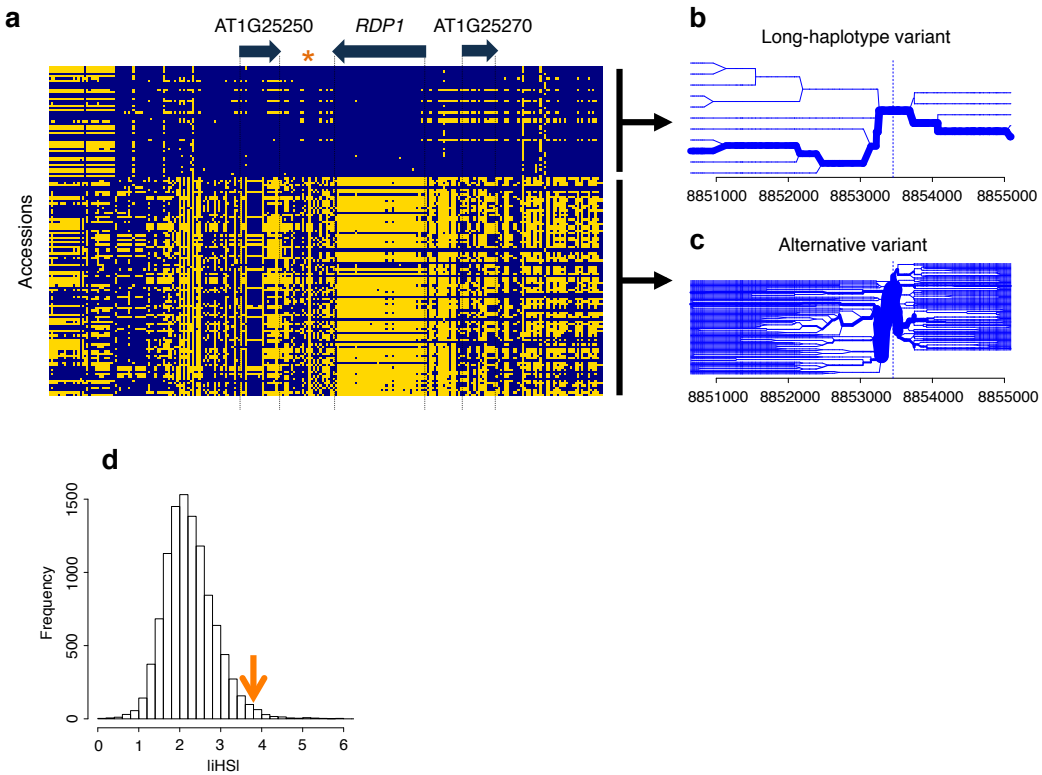 a
AT1G25250 RDP1 AT1G25270
*
Accessions
b
Long-haplotype variant
8851000 8852000 8853000 8854000 8855000
c
Alternative variant
8851000 8852000 8853000 8854000 8855000
d
Frequency
1500
1000
500
0
0 1 2 3 4 5 6
|iHS|